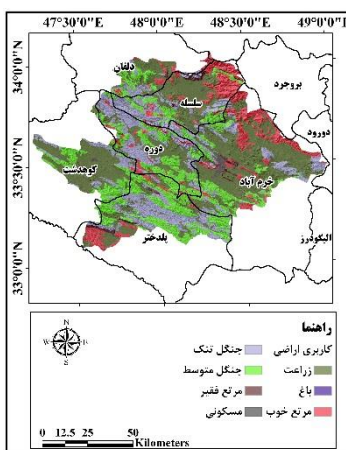 47°30'0"E 48°0'0"E 48°30'0"E 49°0'0"E
34°0'0"N
33°30'0"N
33°0'0"N
دلفان
سلسله
بروجرد
دورود
دوره
کوهدشت
خرم آباد
الیگودرز
پلدختر
راهنما
کاربری اراضی
جنگل تنک
زراعت
جنگل متوسط
باغ
مرتع فقیر
مرتع خوب
مسکونی
0 12.5 25 50
Kilometers